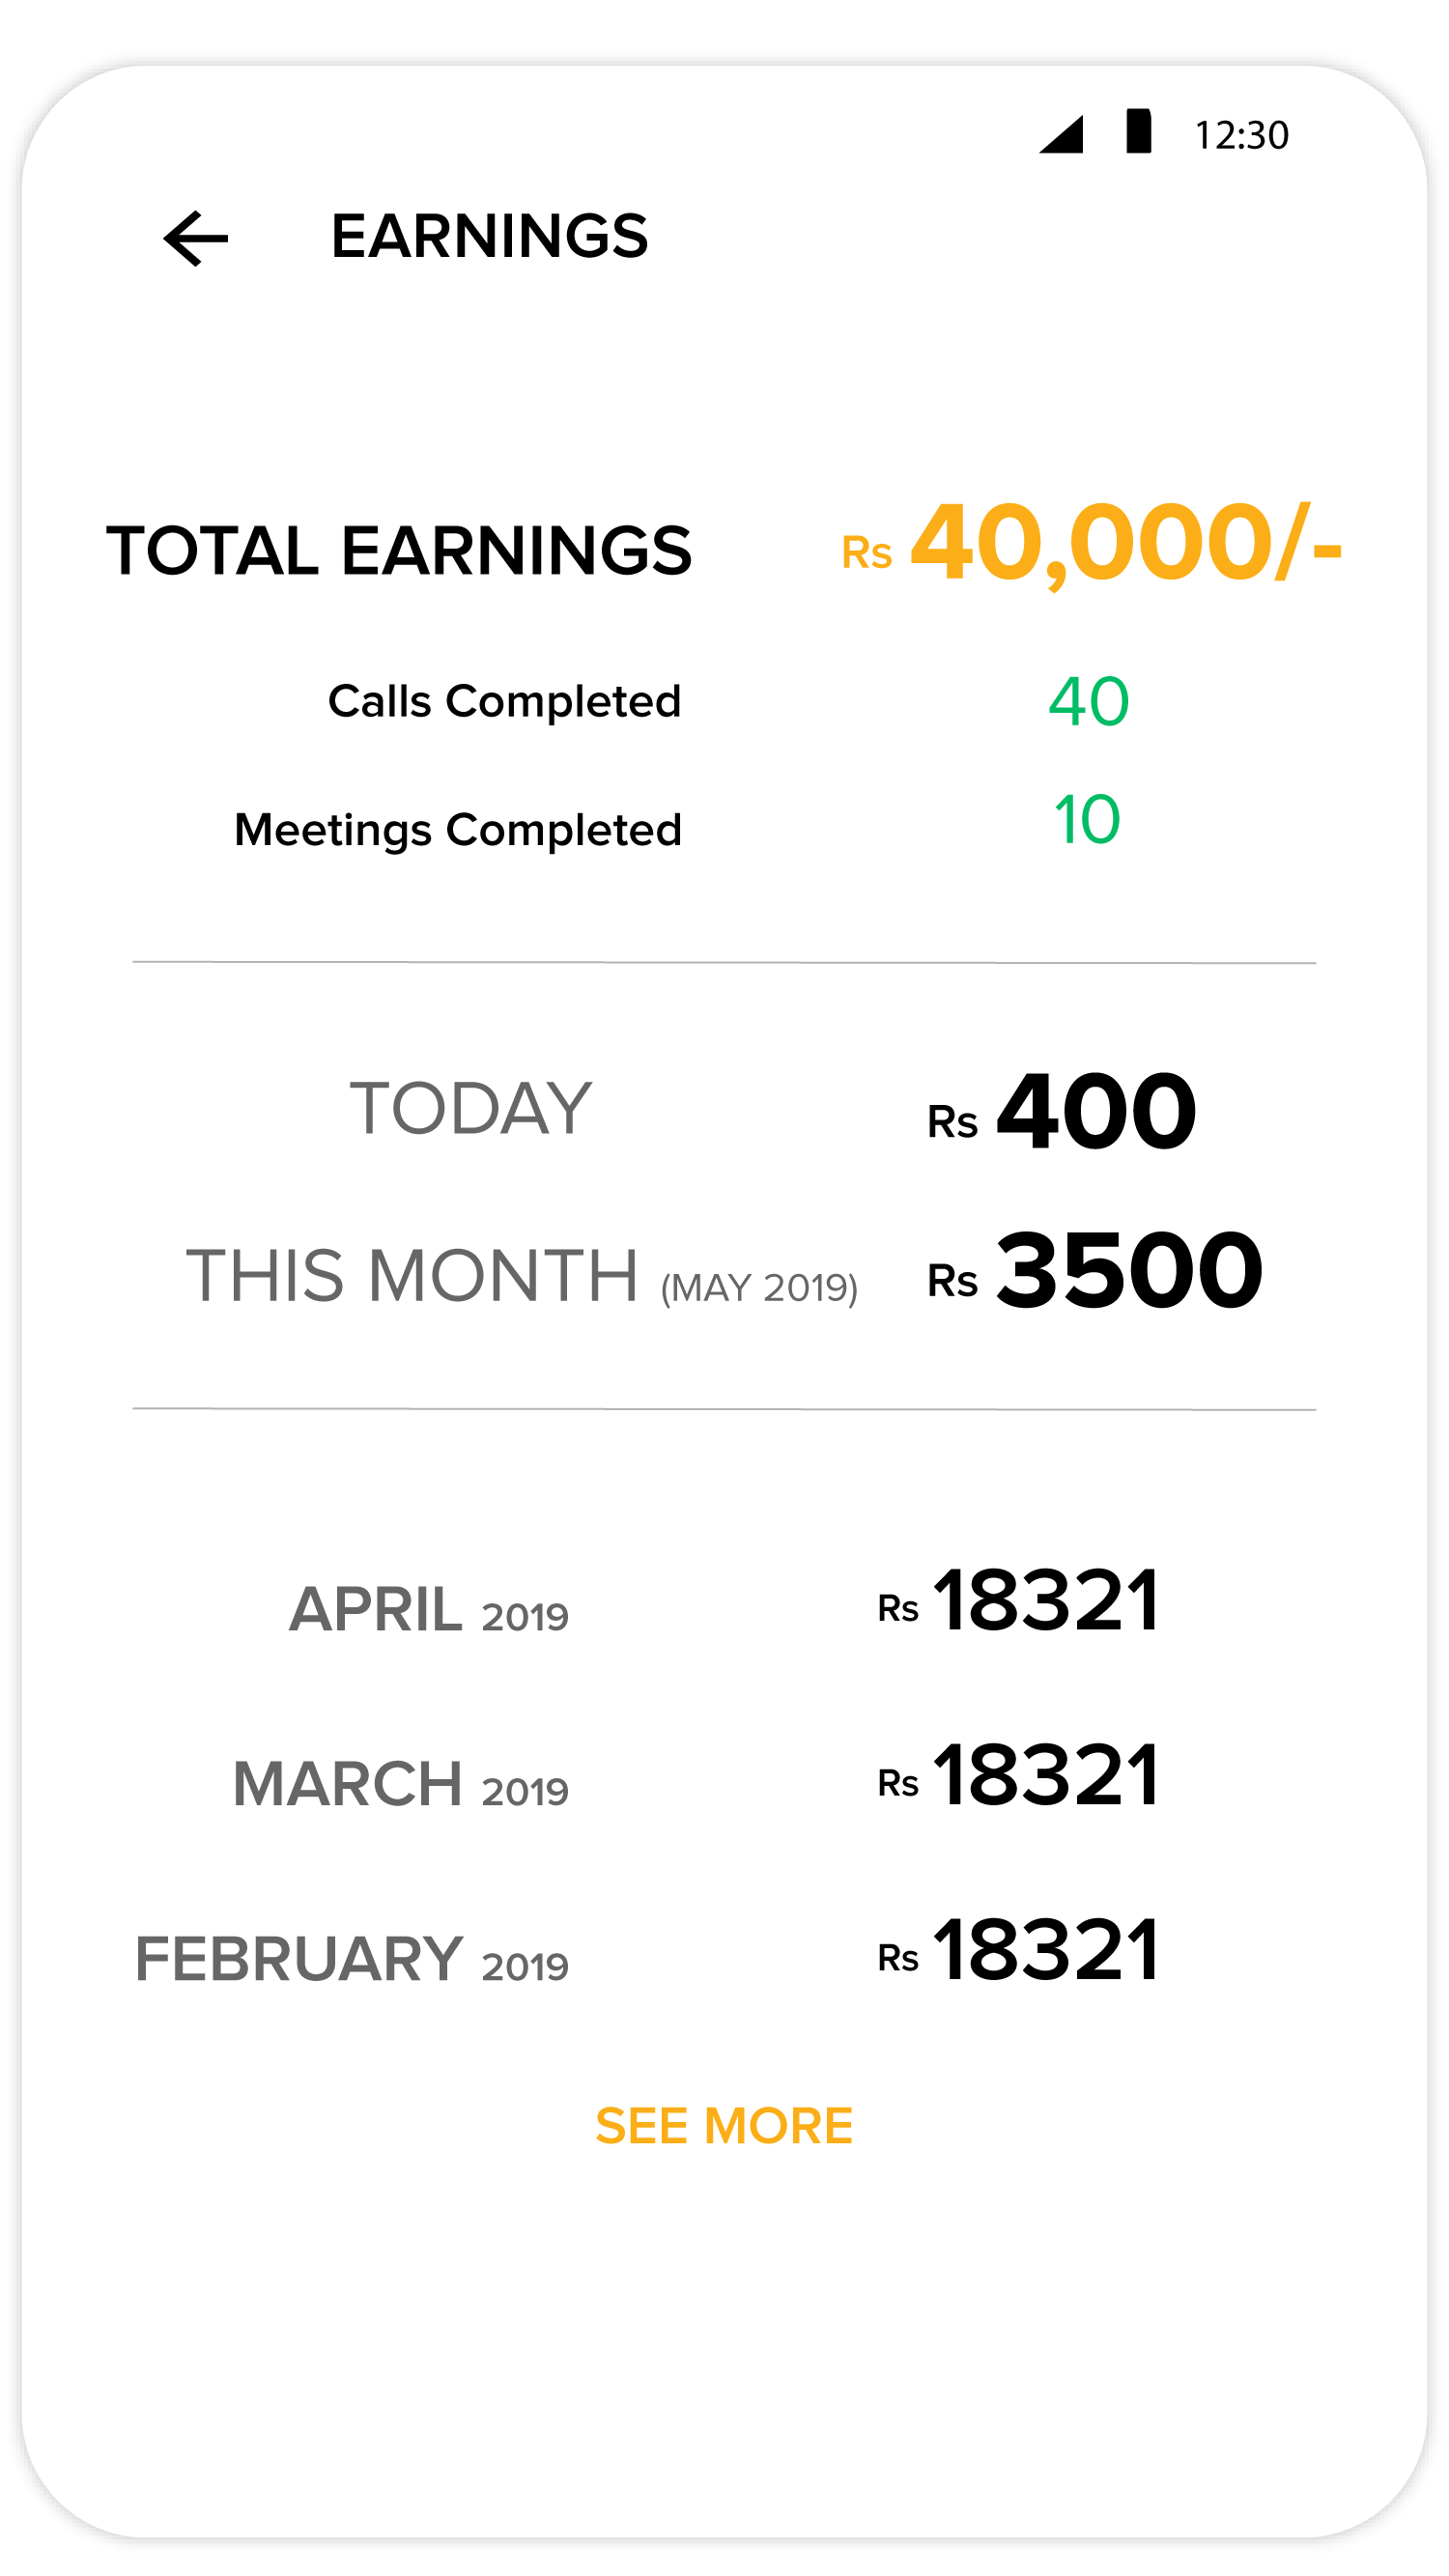 12:30
EARNINGS
TOTAL EARNINGS Rs 40,000/-
Calls Completed 40
Meetings Completed 10
TODAY Rs 400
THIS MONTH (MAY 2019) Rs 3500
APRIL 2019 Rs 18321
MARCH 2019 Rs 18321
FEBRUARY 2019 Rs 18321
SEE MORE